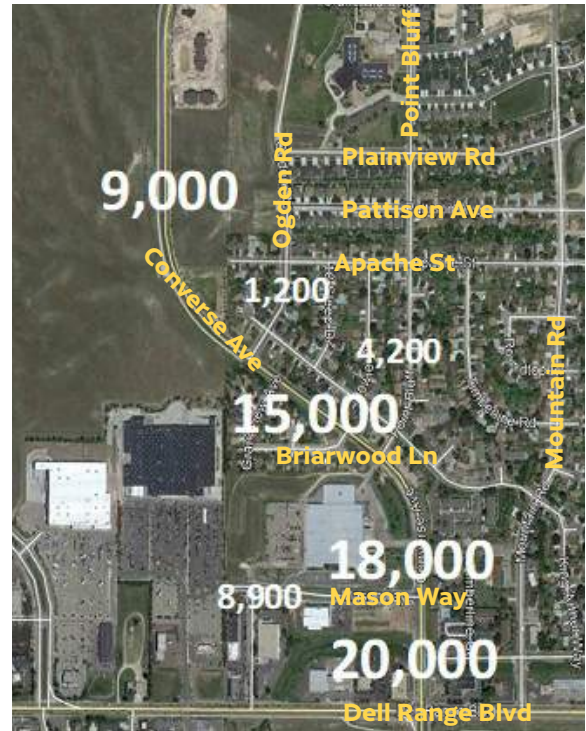 Point Bluff
Plainview Rd
Ogden Rd
9,000
Pattison Ave
Apache St
Converse Ave
1,200
4,200
Mountain Rd
15,000
Briarwood Ln
18,000
8,900
Mason Way
20,000
Dell Range Blvd